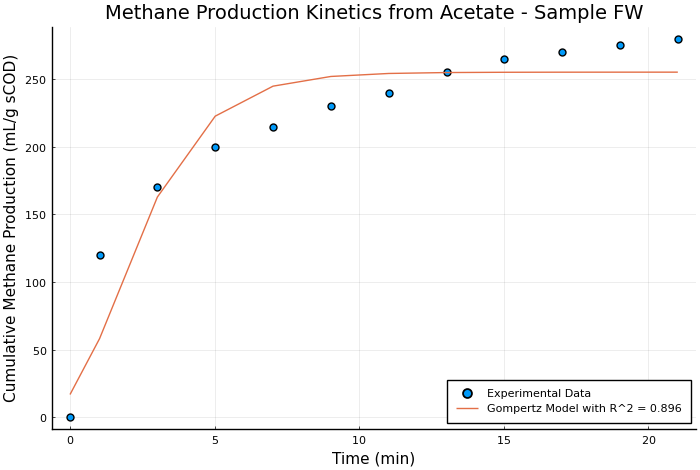 Methane Production Kinetics from Acetate - Sample FW
Cumulative Methane Production (mL/g sCOD)
250
200
150
100
50
0
0 5 10 15 20
Time (min)
Experimental Data
Gompertz Model with R^2 = 0.896